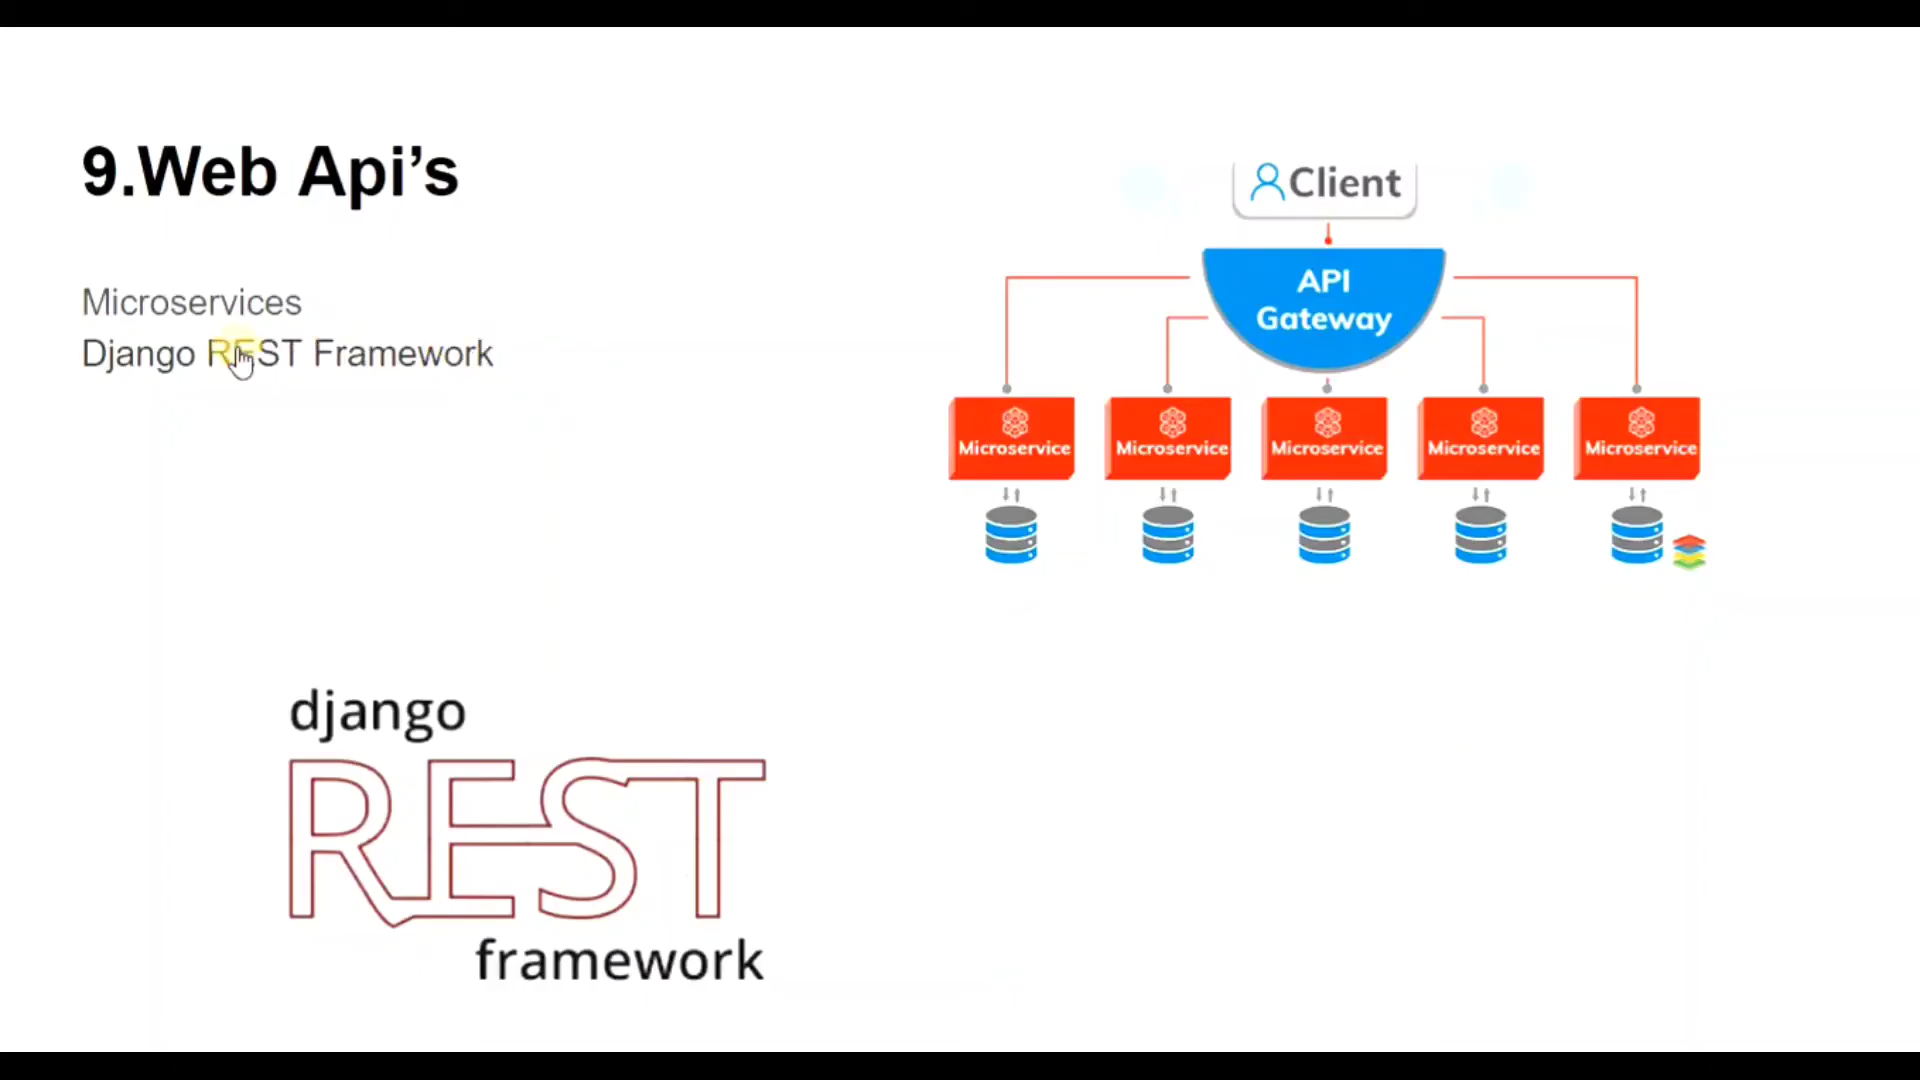 9.Web Api’s
Microservices
Django REST Framework
Client
API
Gateway
Microservice
Microservice
Microservice
Microservice
Microservice
django
REST
framework